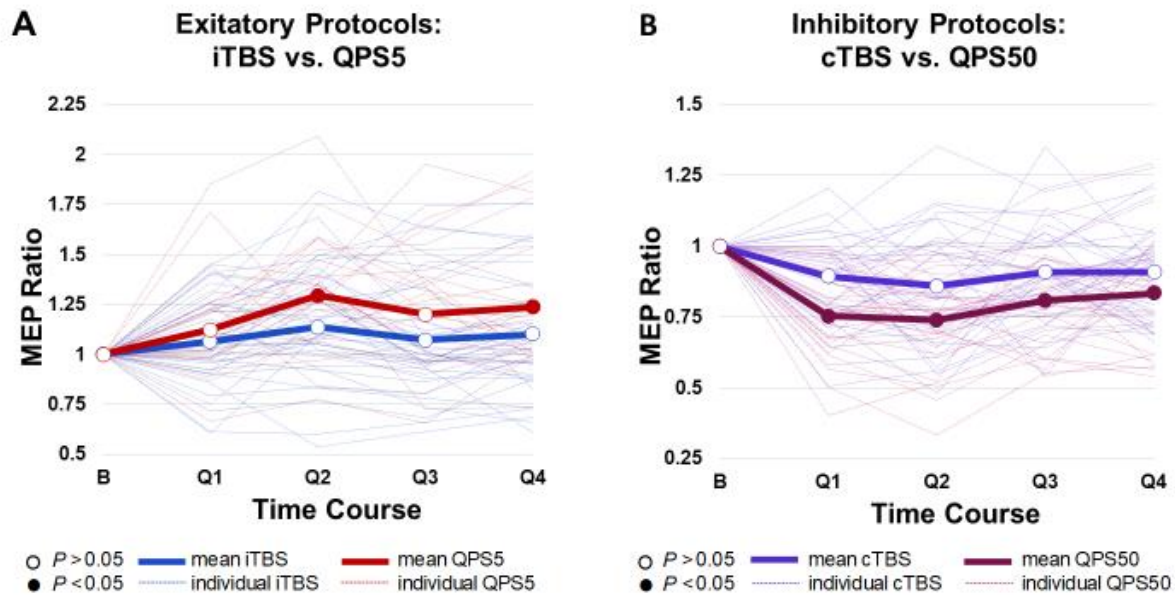 A
Exitatory Protocols:
iTBS vs. QPS5
2.25
2
1.75
1.5
1.25
1
0.75
0.5
MEP Ratio
B Q1 Q2 Q3 Q4
Time Course
P > 0.05 mean iTBS mean QPS5
P < 0.05 individual iTBS individual QPS5
B
Inhibitory Protocols:
cTBS vs. QPS50
1.5
1.25
1
0.75
0.5
0.25
MEP Ratio
B Q1 Q2 Q3 Q4
Time Course
P > 0.05 mean cTBS mean QPS50
P < 0.05 individual cTBS individual QPS50